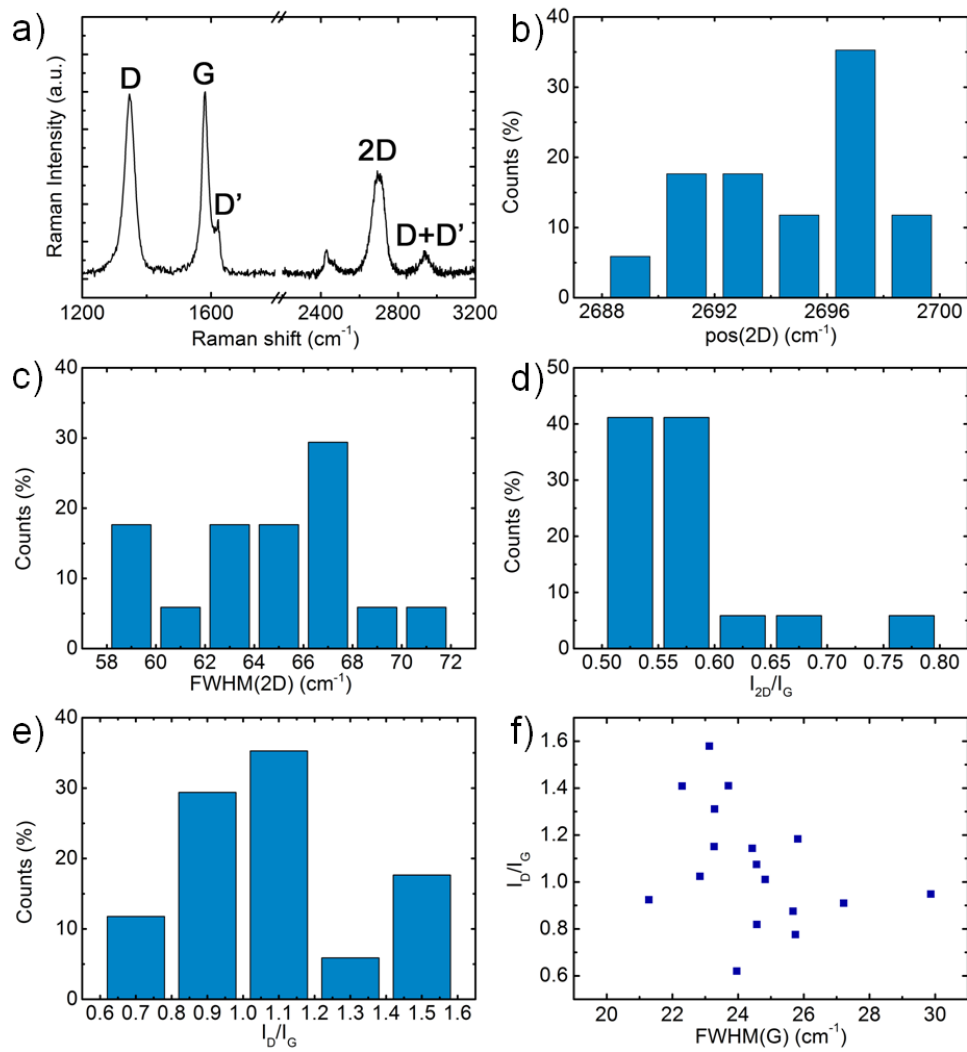 a)
Raman Intensity (a.u.)
D
G
D'
2D
D+D'
1200 1600 2400 2800 3200
Raman shift (cm⁻¹)
b)
Counts (%)
40
30
20
10
0
2688 2692 2696 2700
pos(2D) (cm⁻¹)
c)
Counts (%)
40
30
20
10
0
58 60 62 64 66 68 70 72
FWHM(2D) (cm⁻¹)
d)
Counts (%)
50
40
30
20
10
0
0.50 0.55 0.60 0.65 0.70 0.75 0.80
I₂D/IG
e)
Counts (%)
40
30
20
10
0
0.6 0.7 0.8 0.9 1.0 1.1 1.2 1.3 1.4 1.5 1.6
ID/IG
f)
ID/IG
1.6
1.4
1.2
1.0
0.8
0.6
20 22 24 26 28 30
FWHM(G) (cm⁻¹)